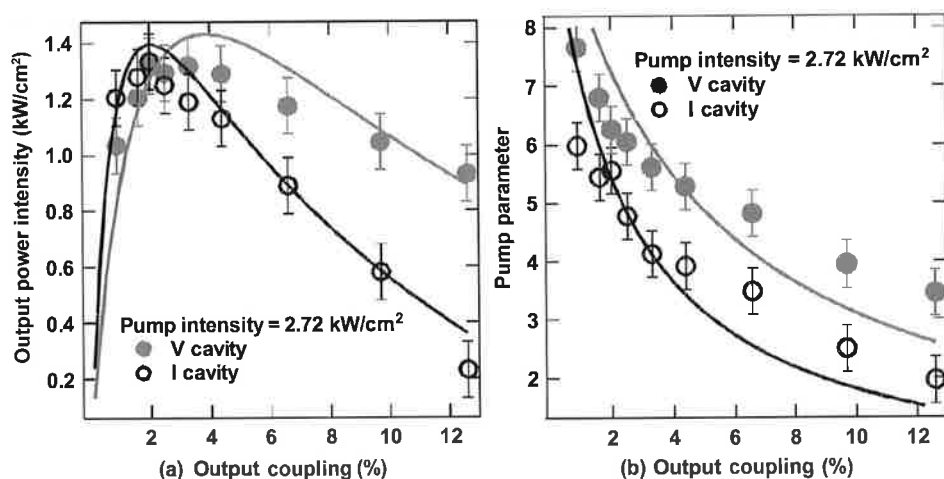 Output power intensity (kW/cm²)
1.4
1.2
1.0
0.8
0.6
0.4
0.2
Pump intensity = 2.72 kW/cm²
V cavity
I cavity
2 4 6 8 10 12
(a) Output coupling (%)
Pump parameter
8
7
6
5
4
3
2
Pump intensity = 2.72 kW/cm²
V cavity
I cavity
2 4 6 8 10 12
(b) Output coupling (%)